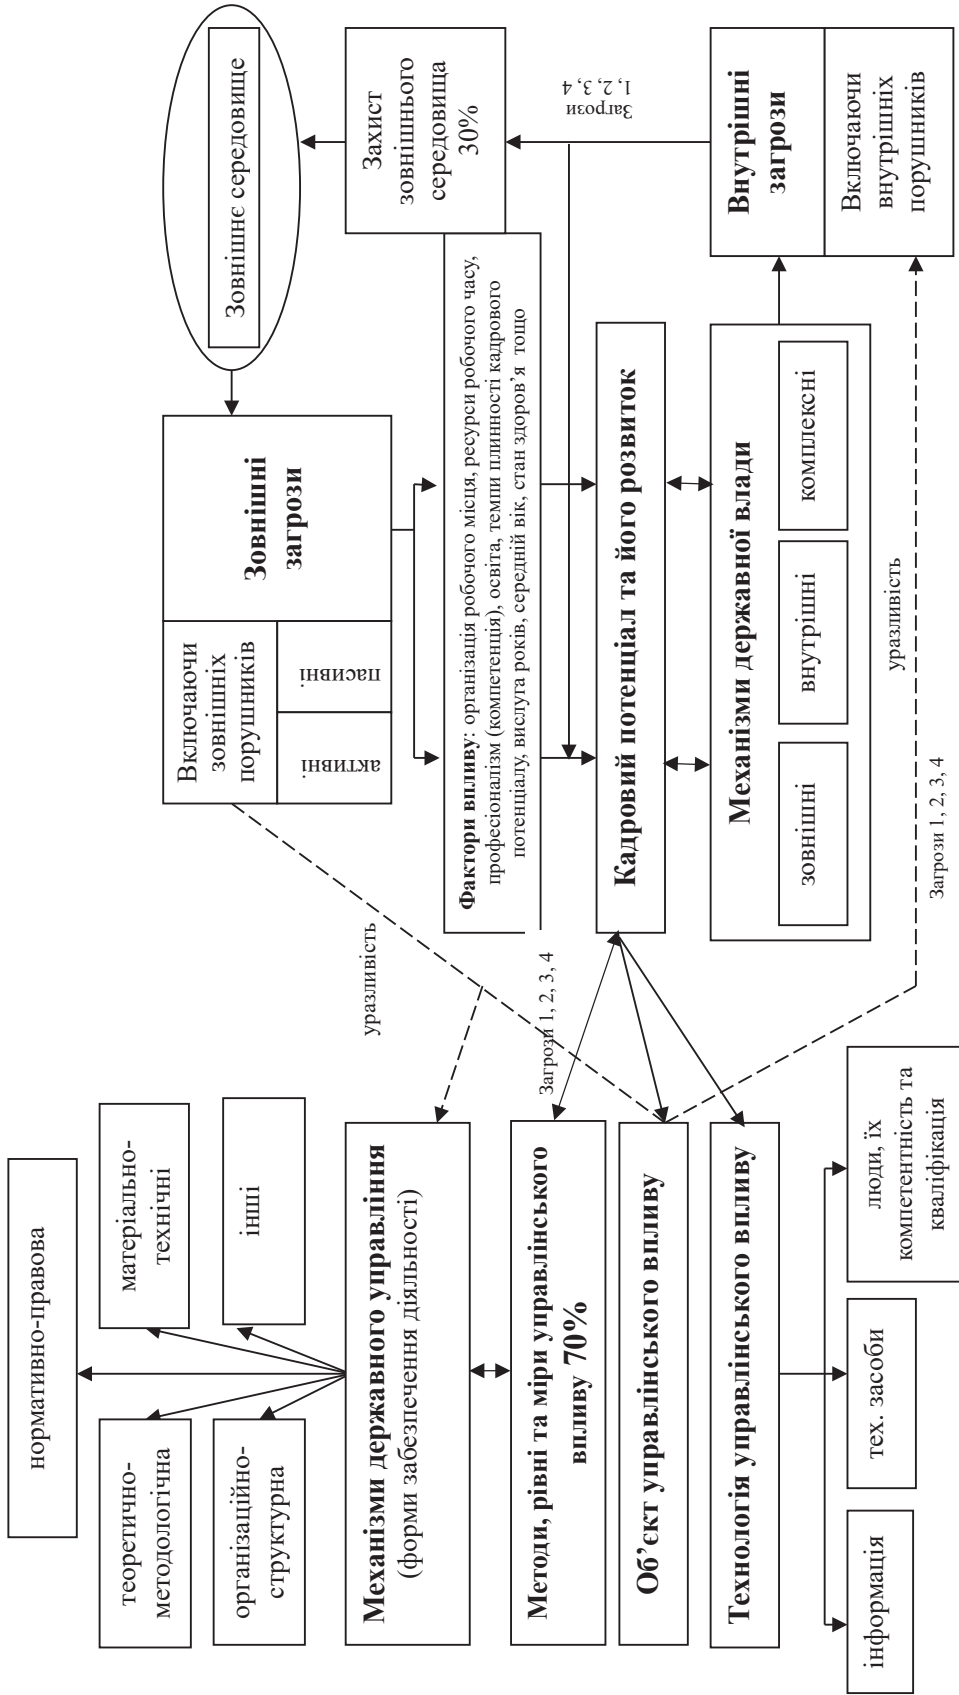 нормативно-правова
теоретично-
методологічна
матеріально-
технічні
організаційно-
структурна
інші
Механізми державного управління
(форми забезпечення діяльності)
Методи, рівні та міри управлінського
впливу 70%
Об’єкт управлінського впливу
Технологія управлінського впливу
інформація
тех. засоби
люди, їх
компетентність та
кваліфікація
уразливість
Загрози 1, 2, 3, 4
Зовнішнє середовище
Включаючи
зовнішніх
порушників
активні
пасивні
Зовнішні
загрози
Захист
зовнішнього
середовища
30%
Фактори впливу: організація робочого місця, ресурси робочого часу,
професіоналізм (компетенція), освіта, темпи плинності кадрового
потенціалу, вислуга років, середній вік, стан здоров’я тощо
Кадровий потенціал та його розвиток
Механізми державної влади
зовнішні
внутрішні
комплексні
Загрози
1, 2, 3, 4
Внутрішні
загрози
Включаючи
внутрішніх
порушників
уразливість
Загрози 1, 2, 3, 4